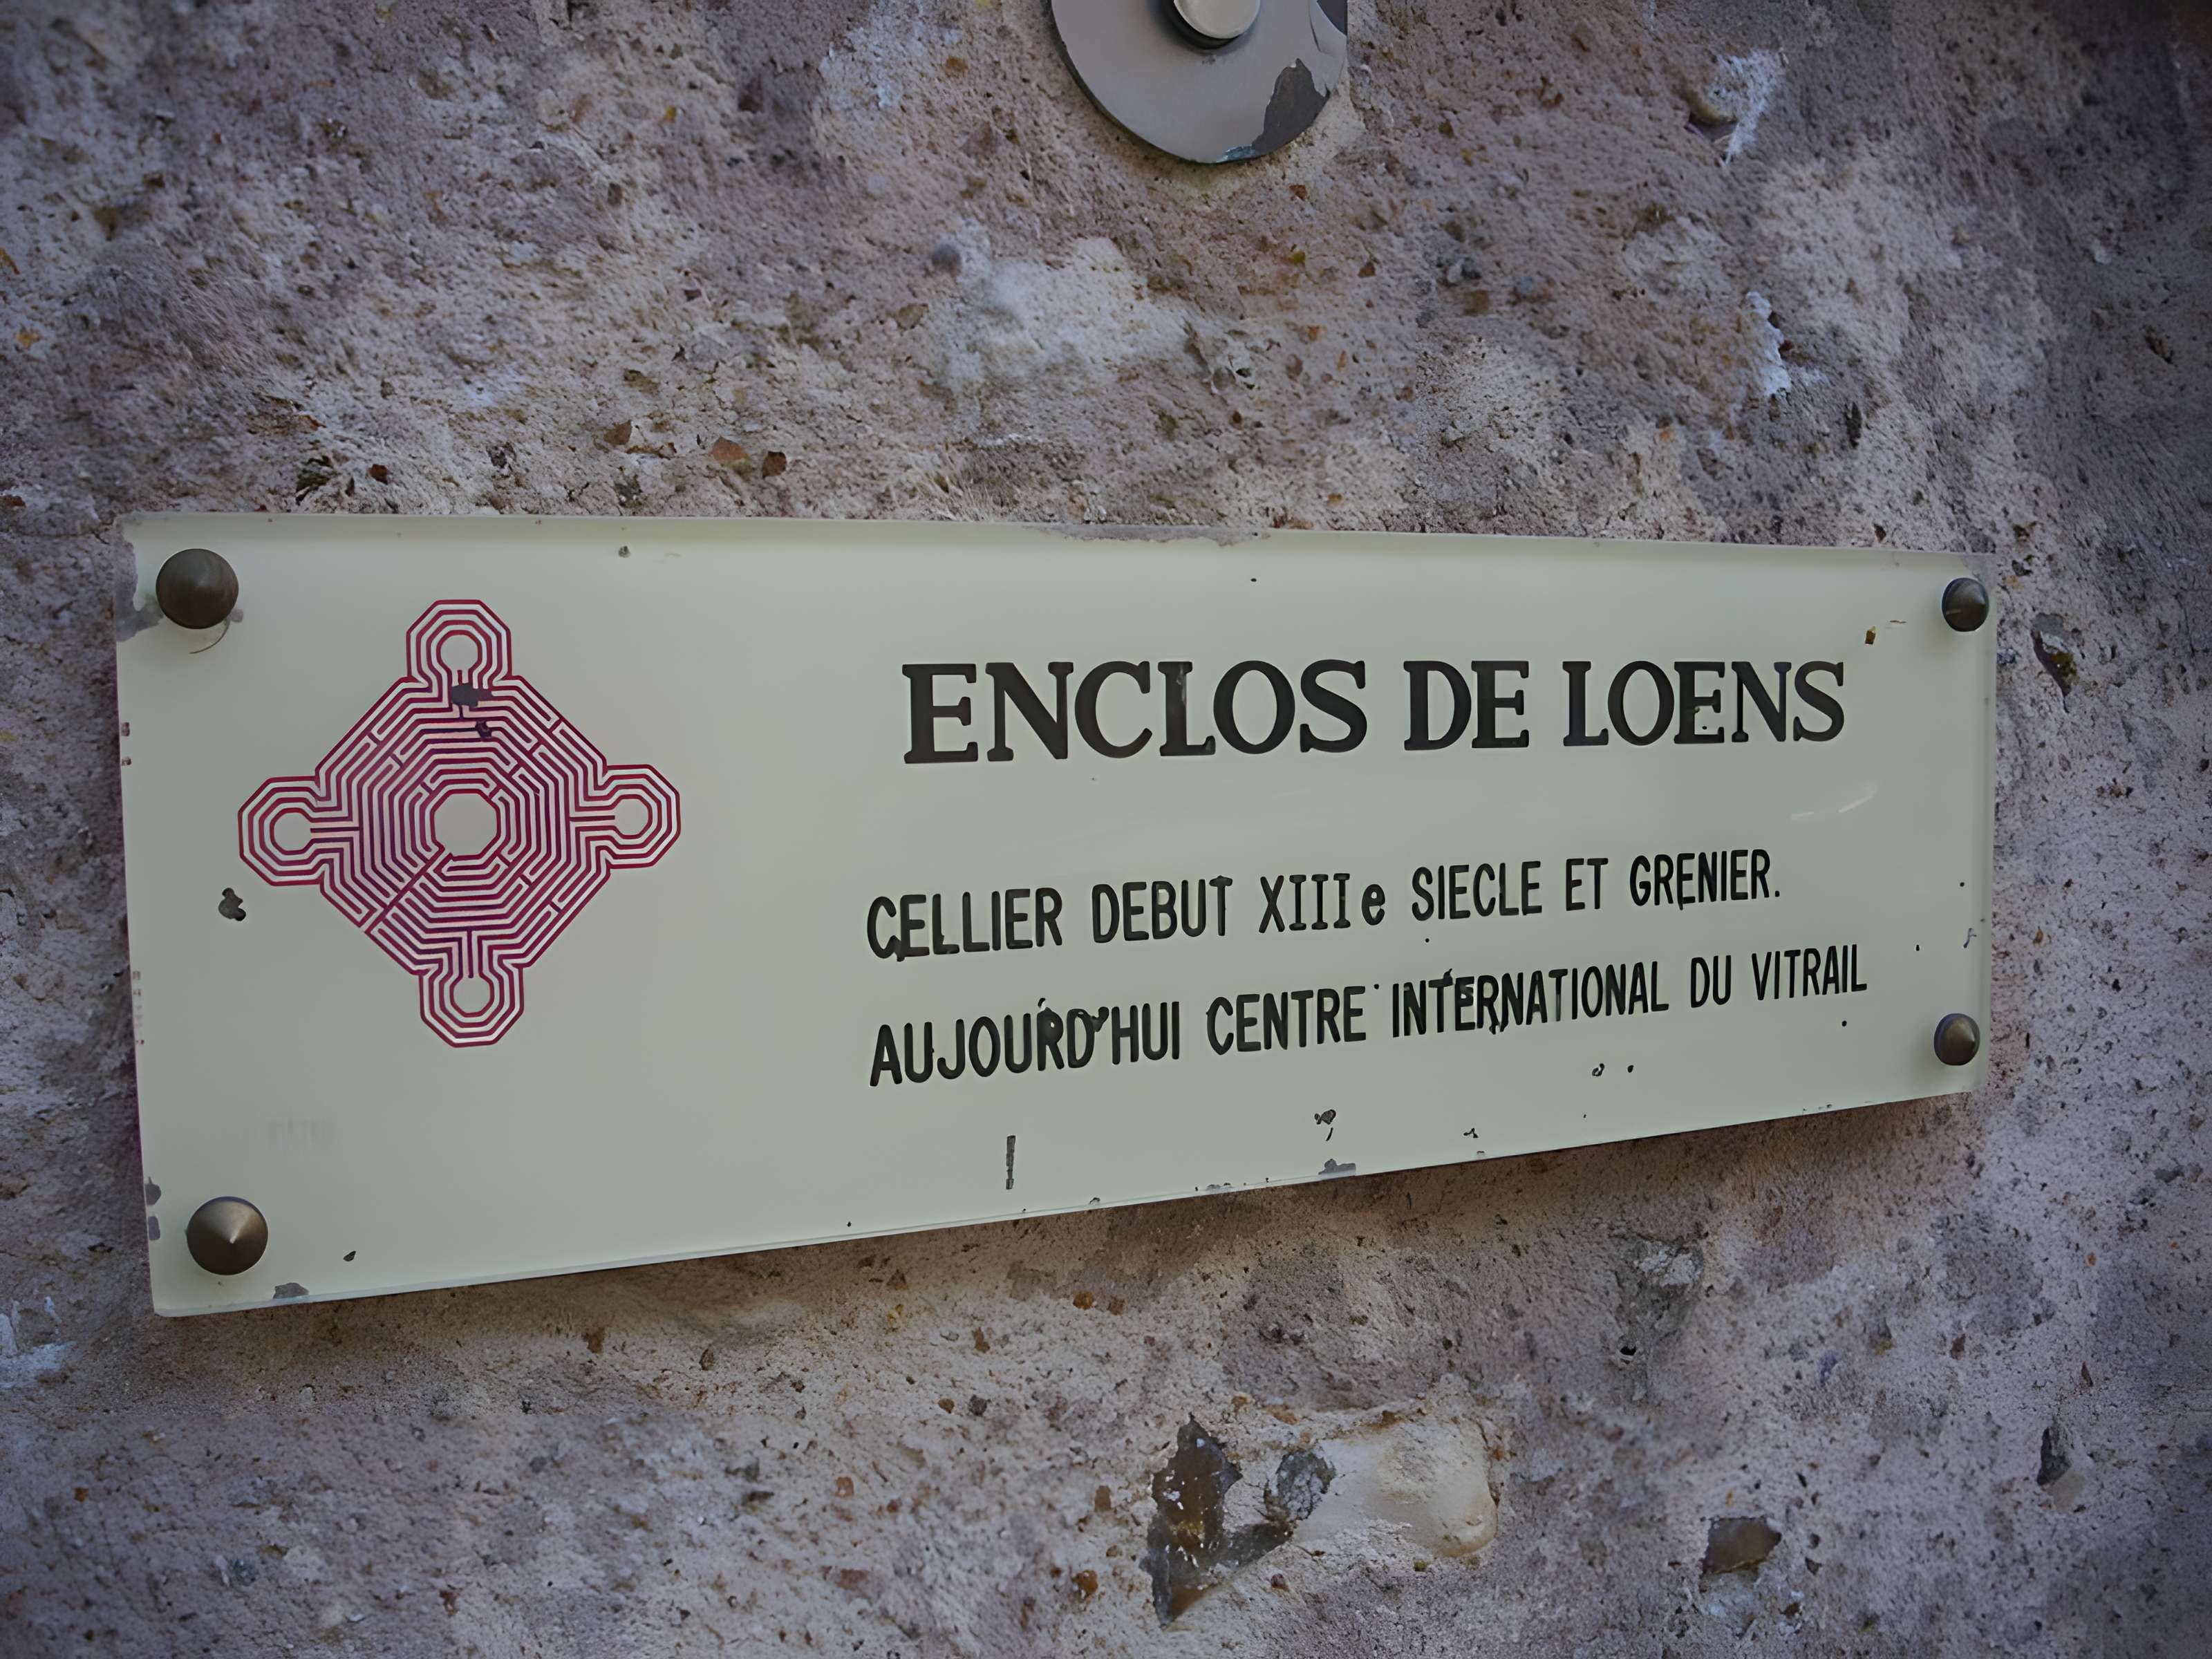 ENCLOS DE LOENS
CELLIER DEBUT XIIIe SIECLE ET GRENIER.
AUJOURD'HUI CENTRE INTERNATIONAL DU VITRAIL